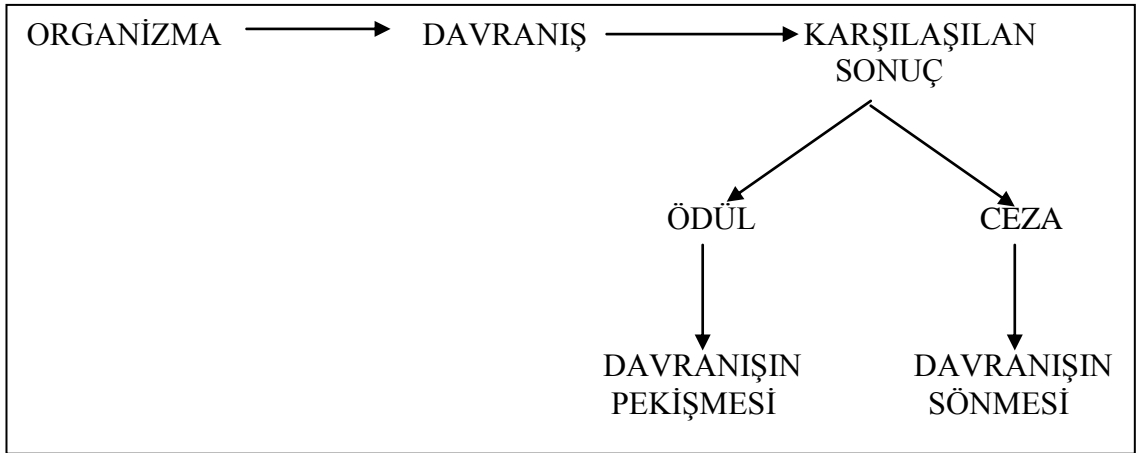 ORGANİZMA DAVRANIŞ KARŞILAŞILAN
SONUÇ
ÖDÜL CEZA
DAVRANIŞIN DAVRANIŞIN
PEKİŞMESİ SÖNMESİ